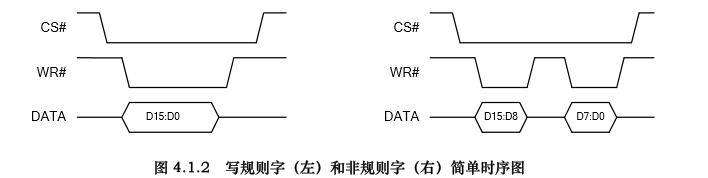 CS# CS#
WR# WR#
DATA D15:D0 DATA D15:D8 D7:D0
图 4.1.2 写规则字（左）和非规则字（右）简单时序图